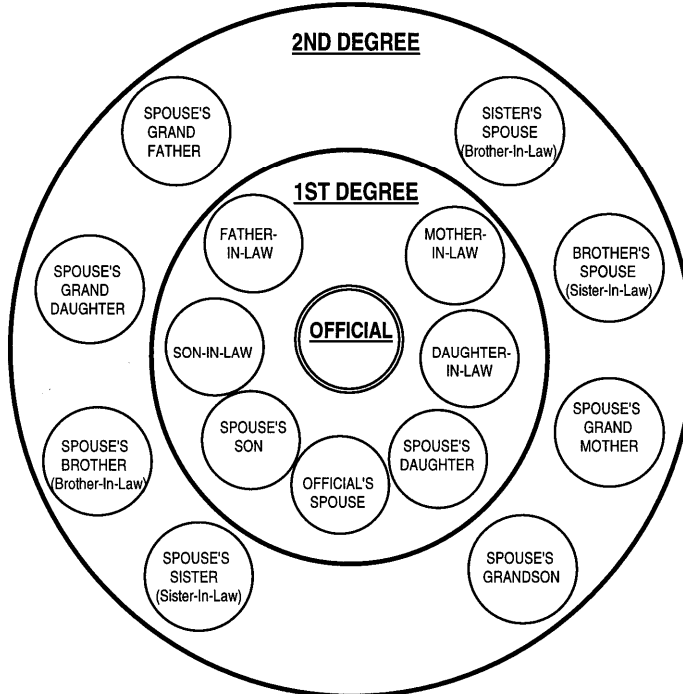 2ND DEGREE
SPOUSE'S
GRAND
FATHER
SISTER'S
SPOUSE
(Brother-In-Law)
1ST DEGREE
FATHER-
IN-LAW
MOTHER-
IN-LAW
SPOUSE'S
GRAND
DAUGHTER
BROTHER'S
SPOUSE
(Sister-In-Law)
OFFICIAL
SON-IN-LAW
DAUGHTER-
IN-LAW
SPOUSE'S
SON
SPOUSE'S
DAUGHTER
OFFICIAL'S
SPOUSE
SPOUSE'S
BROTHER
(Brother-In-Law)
SPOUSE'S
GRAND
MOTHER
SPOUSE'S
SISTER
(Sister-In-Law)
SPOUSE'S
GRANDSON